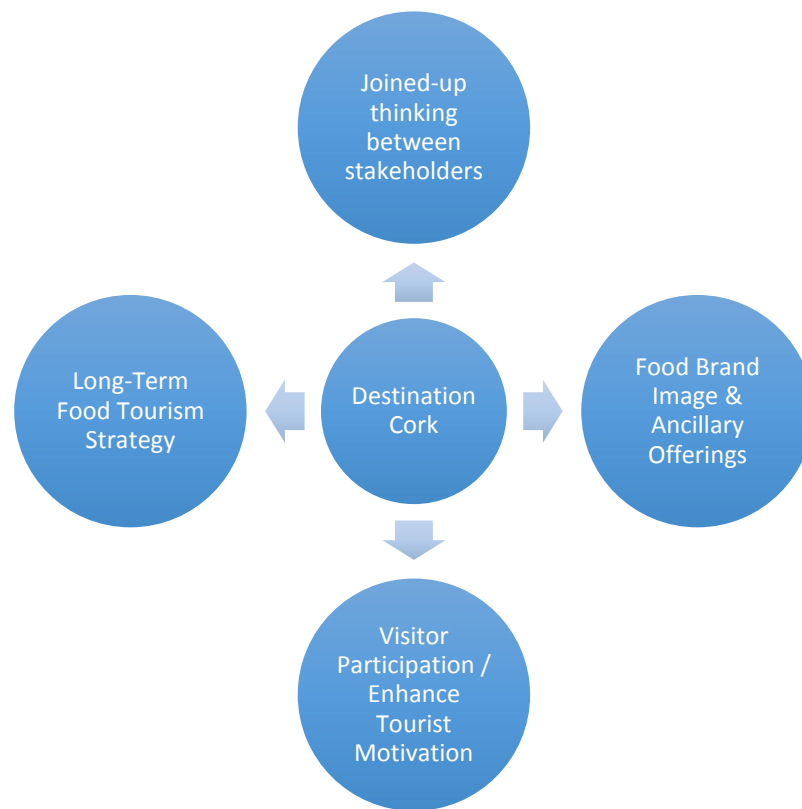 Joined-up
thinking
between
stakeholders
Long-Term
Food Tourism
Strategy
Destination
Cork
Food Brand
Image &
Ancillary
Offerings
Visitor
Participation /
Enhance
Tourist
Motivation